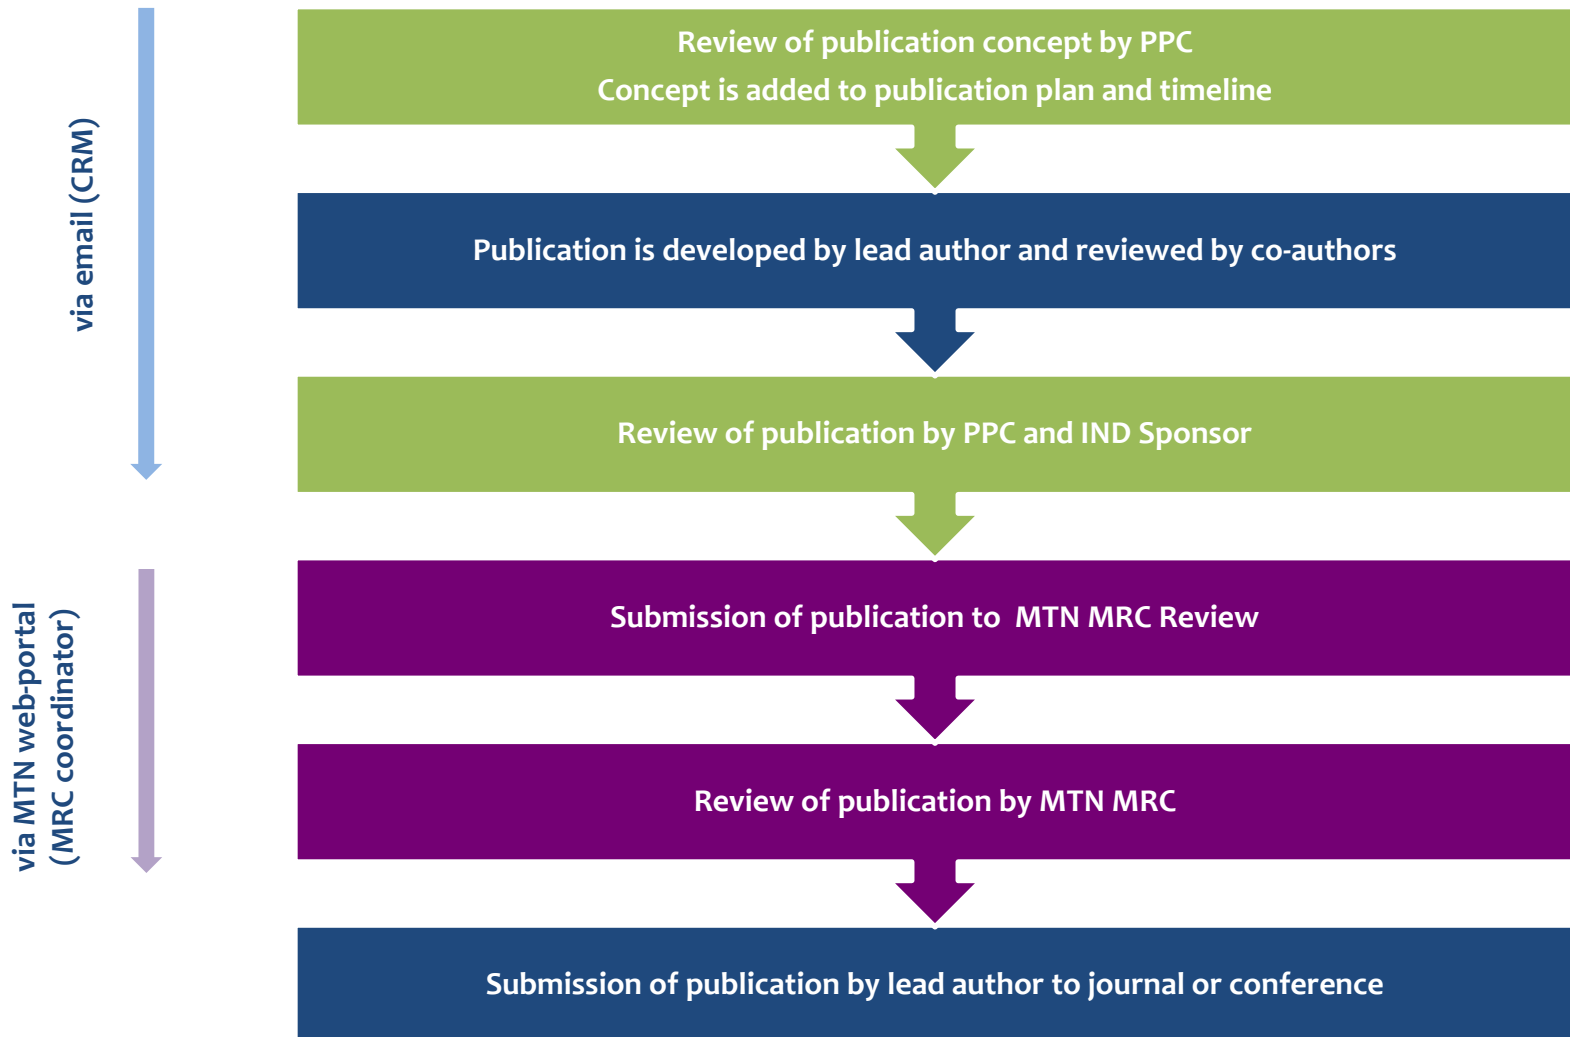 Review of publication concept by PPC
Concept is added to publication plan and timeline
via email (CRM)
Publication is developed by lead author and reviewed by co-authors
Review of publication by PPC and IND Sponsor
Submission of publication to  MTN MRC Review
via MTN web-portal
(MRC coordinator)
Review of publication by MTN MRC
Submission of publication by lead author to journal or conference